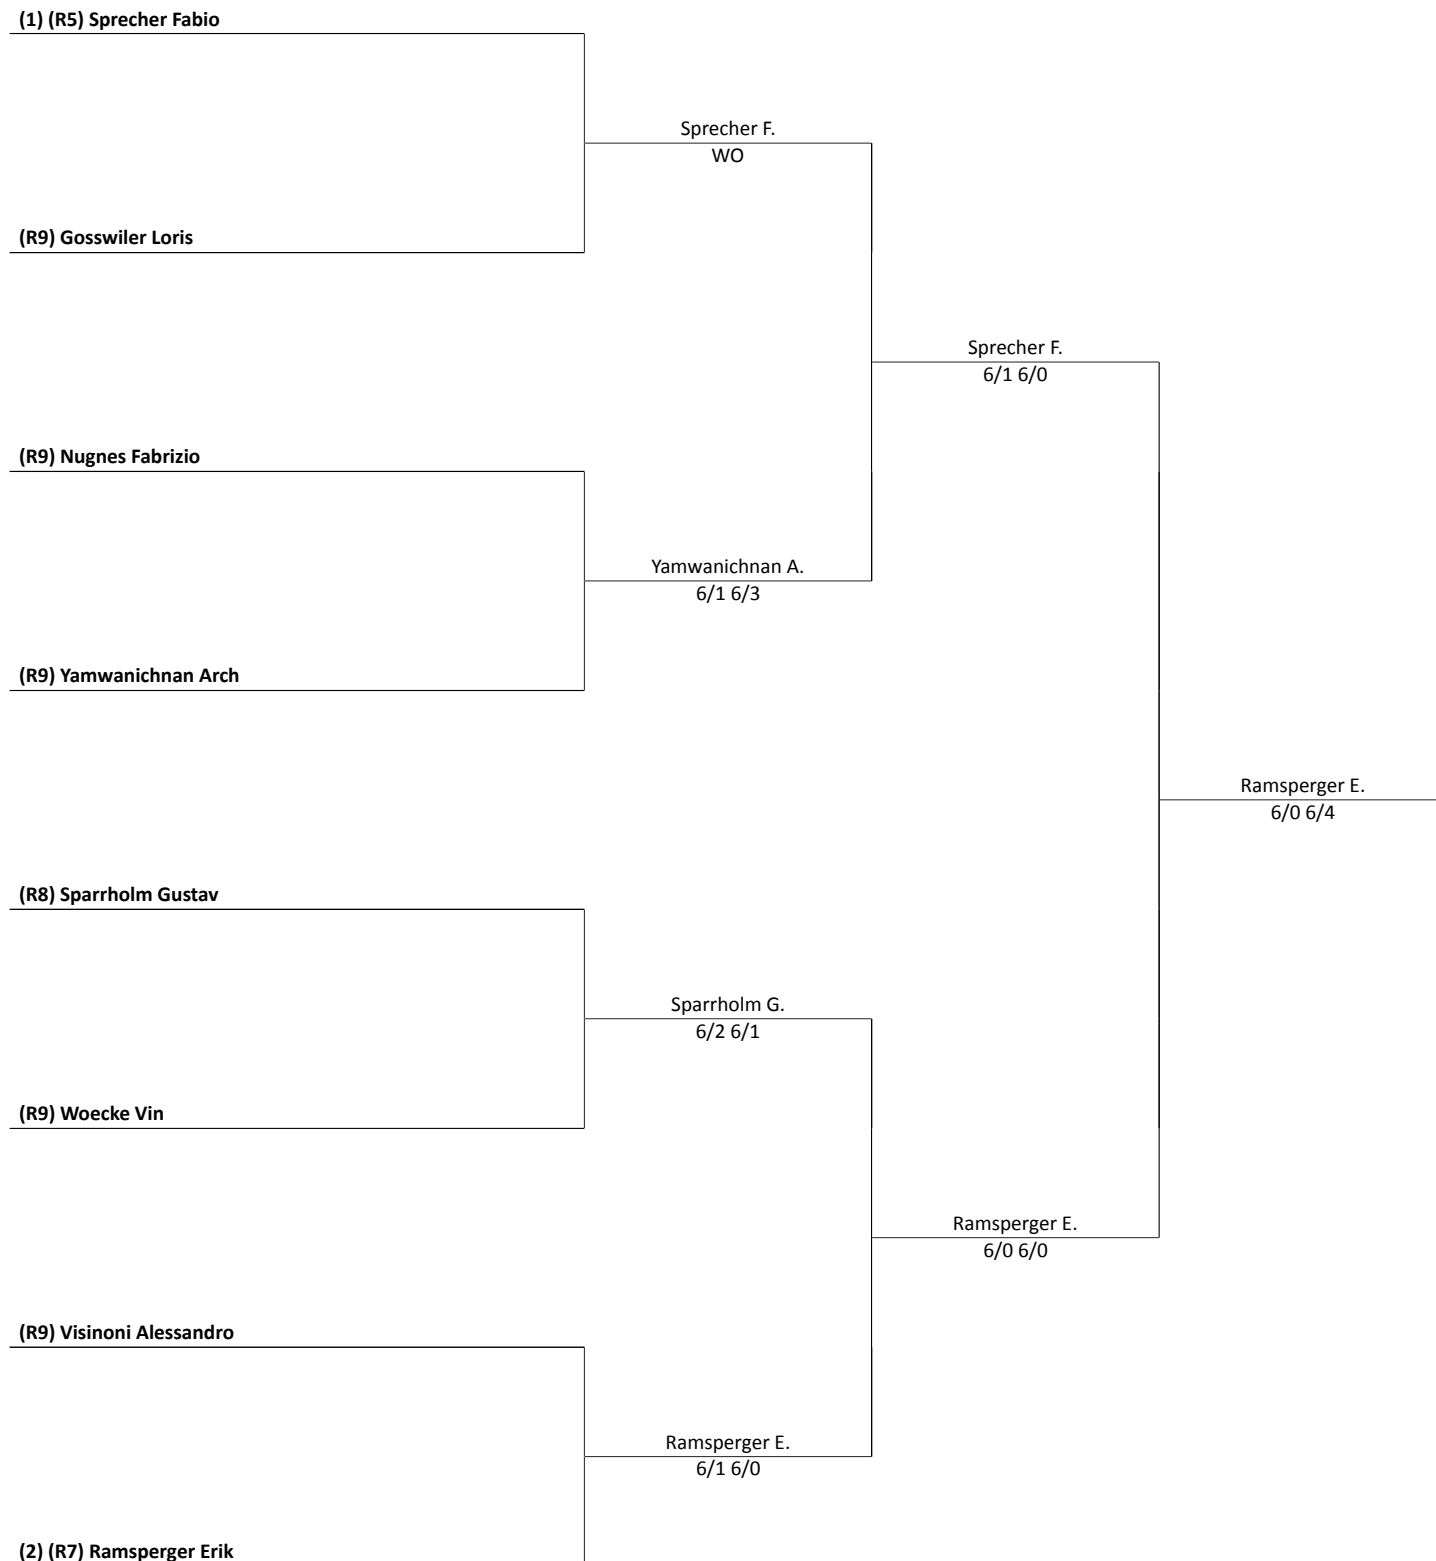 (1) (R5) Sprecher Fabio
Sprecher F.
WO
(R9) Gosswiler Loris
Sprecher F.
6/1 6/0
(R9) Nugnes Fabrizio
Yamwanichnan A.
6/1 6/3
(R9) Yamwanichnan Arch
Ramsperger E.
6/0 6/4
(R8) Sparrholm Gustav
Sparrholm G.
6/2 6/1
(R9) Woecke Vin
Ramsperger E.
6/0 6/0
(R9) Visinoni Alessandro
Ramsperger E.
6/1 6/0
(2) (R7) Ramsperger Erik